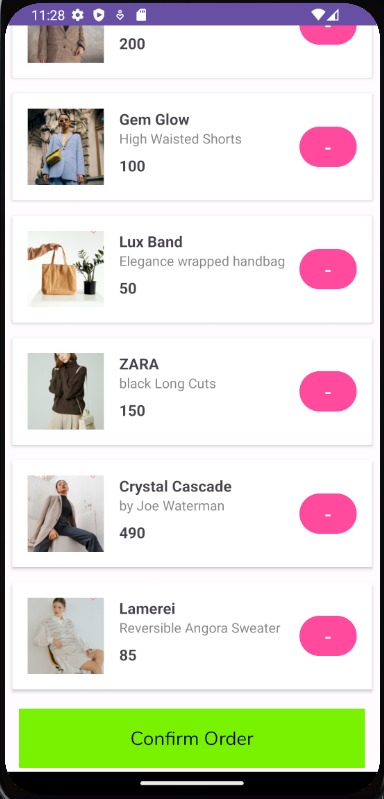 11:28
200
-
Gem Glow
High Waisted Shorts
100
-
Lux Band
Elegance wrapped handbag
50
-
ZARA
black Long Cuts
150
-
Crystal Cascade
by Joe Waterman
490
-
Lamerei
Reversible Angora Sweater
85
-
Confirm Order